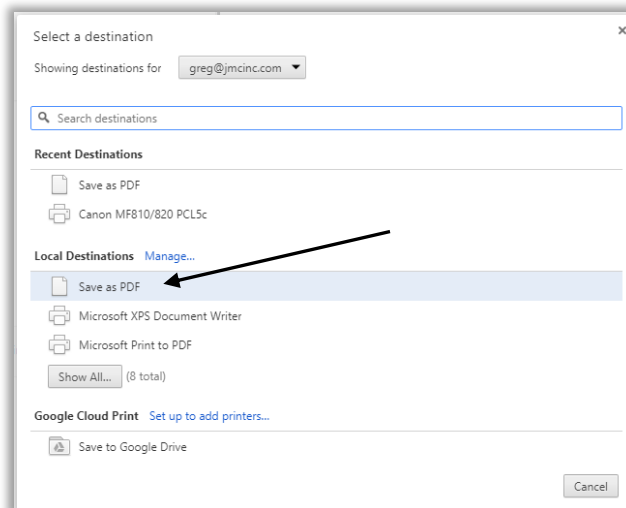 Select a destination
Showing destinations for greg@jmcinc.com
Search destinations
Recent Destinations
Save as PDF
Canon MF810/820 PCL5c
Local Destinations Manage...
Save as PDF
Microsoft XPS Document Writer
Microsoft Print to PDF
Show All... (8 total)
Google Cloud Print Set up to add printers...
Save to Google Drive
Cancel